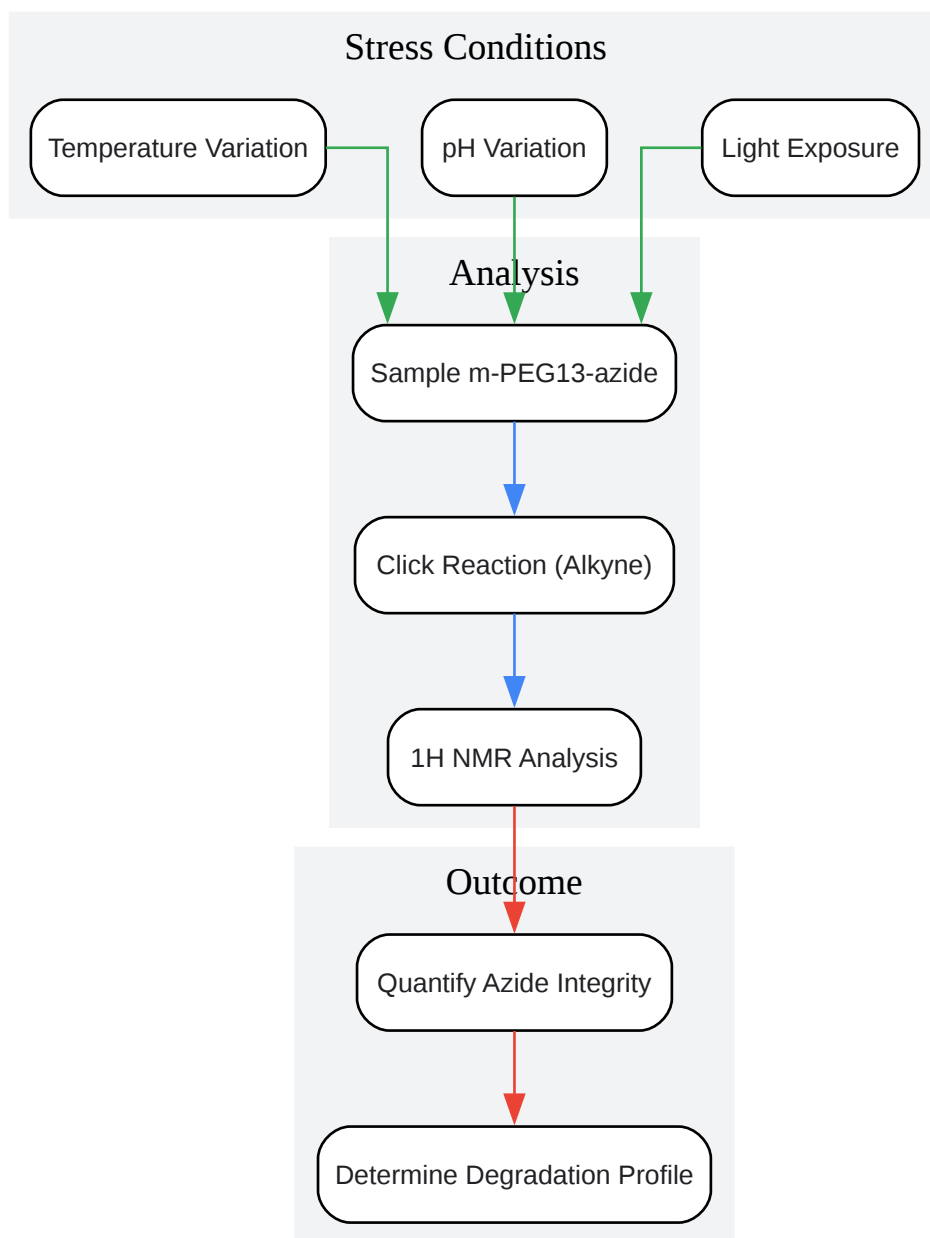 Stress Conditions
Temperature Variation
pH Variation
Light Exposure
Analysis
Sample m-PEG13-azide
Click Reaction (Alkyne)
1H NMR Analysis
Outcome
Quantify Azide Integrity
Determine Degradation Profile